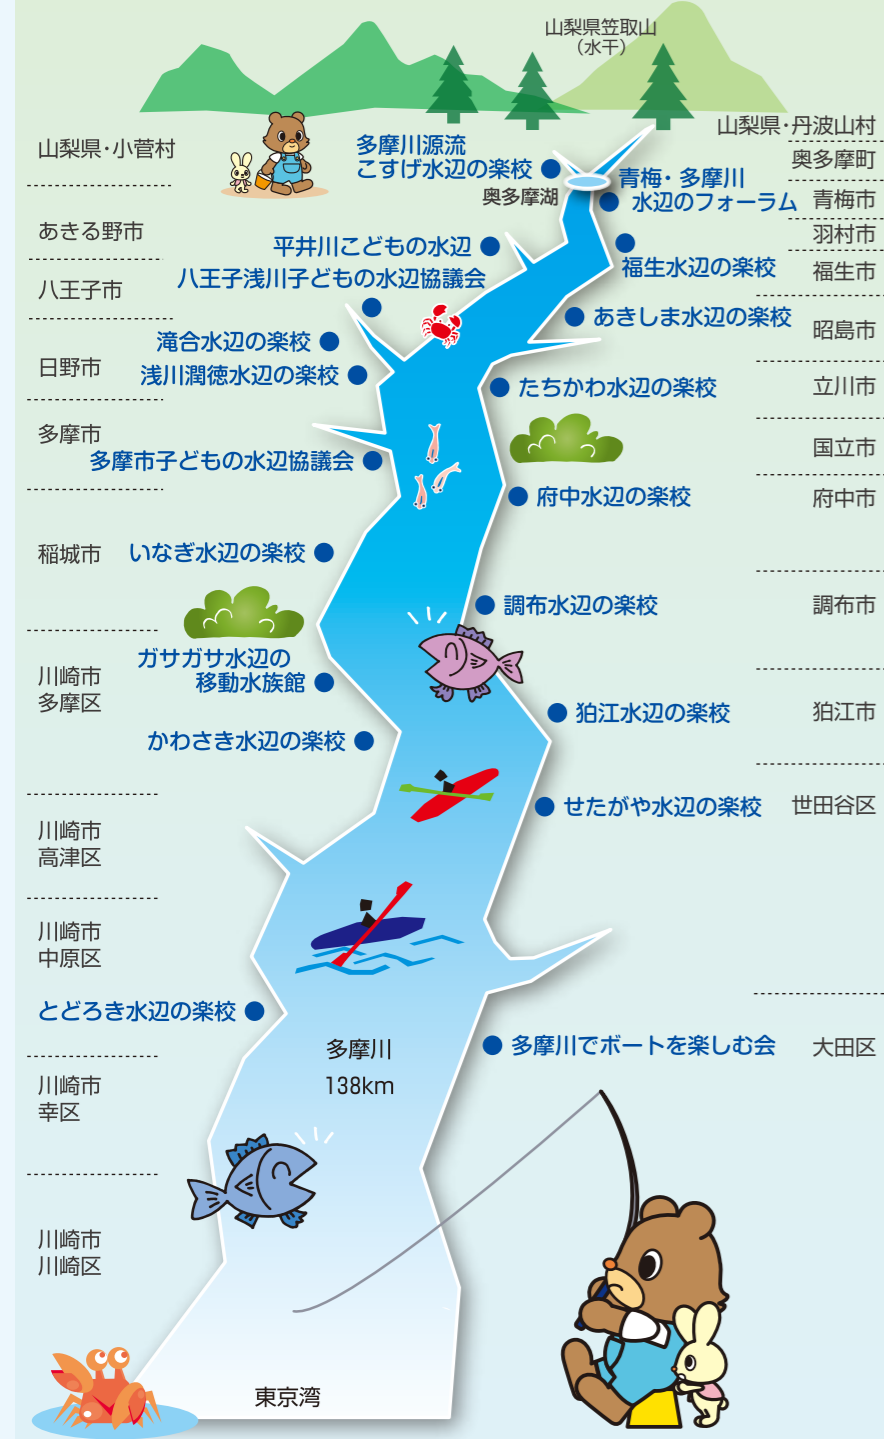 山梨県笠取山
（水干）
山梨県・丹波山村
山梨県・小菅村
多摩川源流
こすげ水辺の楽校
奥多摩町
奥多摩湖
青梅・多摩川
水辺のフォーラム
青梅市
あきる野市
平井川こどもの水辺
羽村市
福生水辺の楽校
福生市
八王子市
八王子浅川子どもの水辺協議会
あきしま水辺の楽校
昭島市
滝合水辺の楽校
日野市
浅川潤徳水辺の楽校
たちかわ水辺の楽校
立川市
多摩市
多摩市子どもの水辺協議会
国立市
府中水辺の楽校
府中市
稲城市
いなぎ水辺の楽校
調布水辺の楽校
調布市
川崎市
多摩区
ガサガサ水辺の
移動水族館
狛江水辺の楽校
狛江市
かわさき水辺の楽校
せたがや水辺の楽校
世田谷区
川崎市
高津区
川崎市
中原区
とどろき水辺の楽校
多摩川
138km
多摩川でボートを楽しむ会
大田区
川崎市
幸区
川崎市
川崎区
東京湾